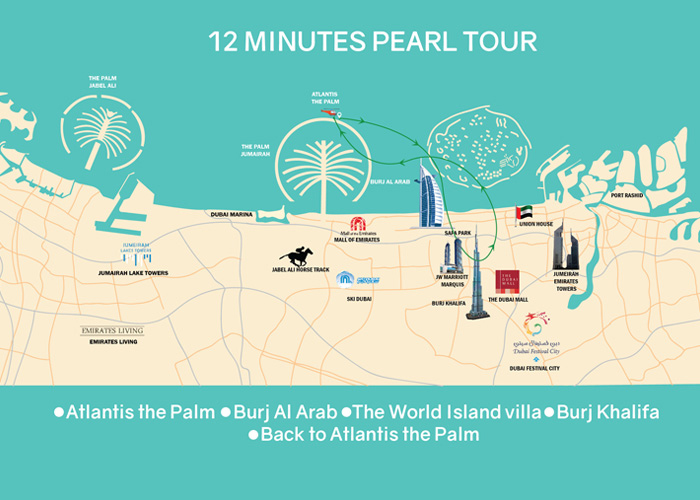 12 MINUTES PEARL TOUR
THE PALM
JADEL ALI
ATLANTIS
THE PALM
THE PALM
JUMAIRAH
BURJ AL ARAB
PORT RASHID
DUBAI MARINA
Mall of the Emirates
MALL OF EMIRATES
SAFA PARK
UNION HOUSE
JUMEIRAH
LAKES TOWERS
JUMAIRAH LAKE TOWERS
JABEL ALI HORSE TRACK
SKI DUBAI
JW MARRIOTT
MARQUIS
BURJ KHALIFA
THE
DUBAI
MALL
THE DUBAI MALL
JUMEIRAH
EMIRATES
TOWERS
EMIRATES LIVING
EMIRATES LIVING
Dubai Festival City
DUBAI FESTIVAL CITY
●Atlantis the Palm ●Burj Al Arab ●The World Island villa ●Burj Khalifa
●Back to Atlantis the Palm